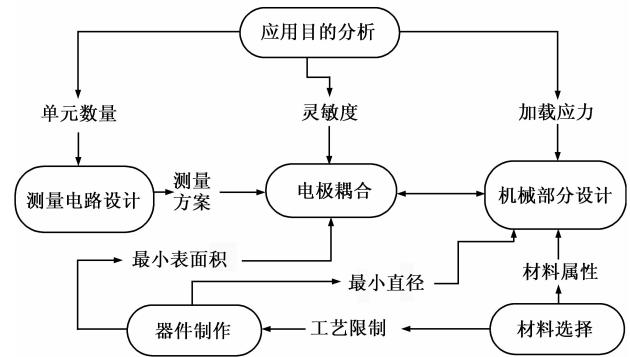 应用目的分析
单元数量
灵敏度
加载应力
测量电路设计
测量
方案
电极耦合
机械部分设计
最小表面积
最小直径
材料属性
器件制作
工艺限制
材料选择